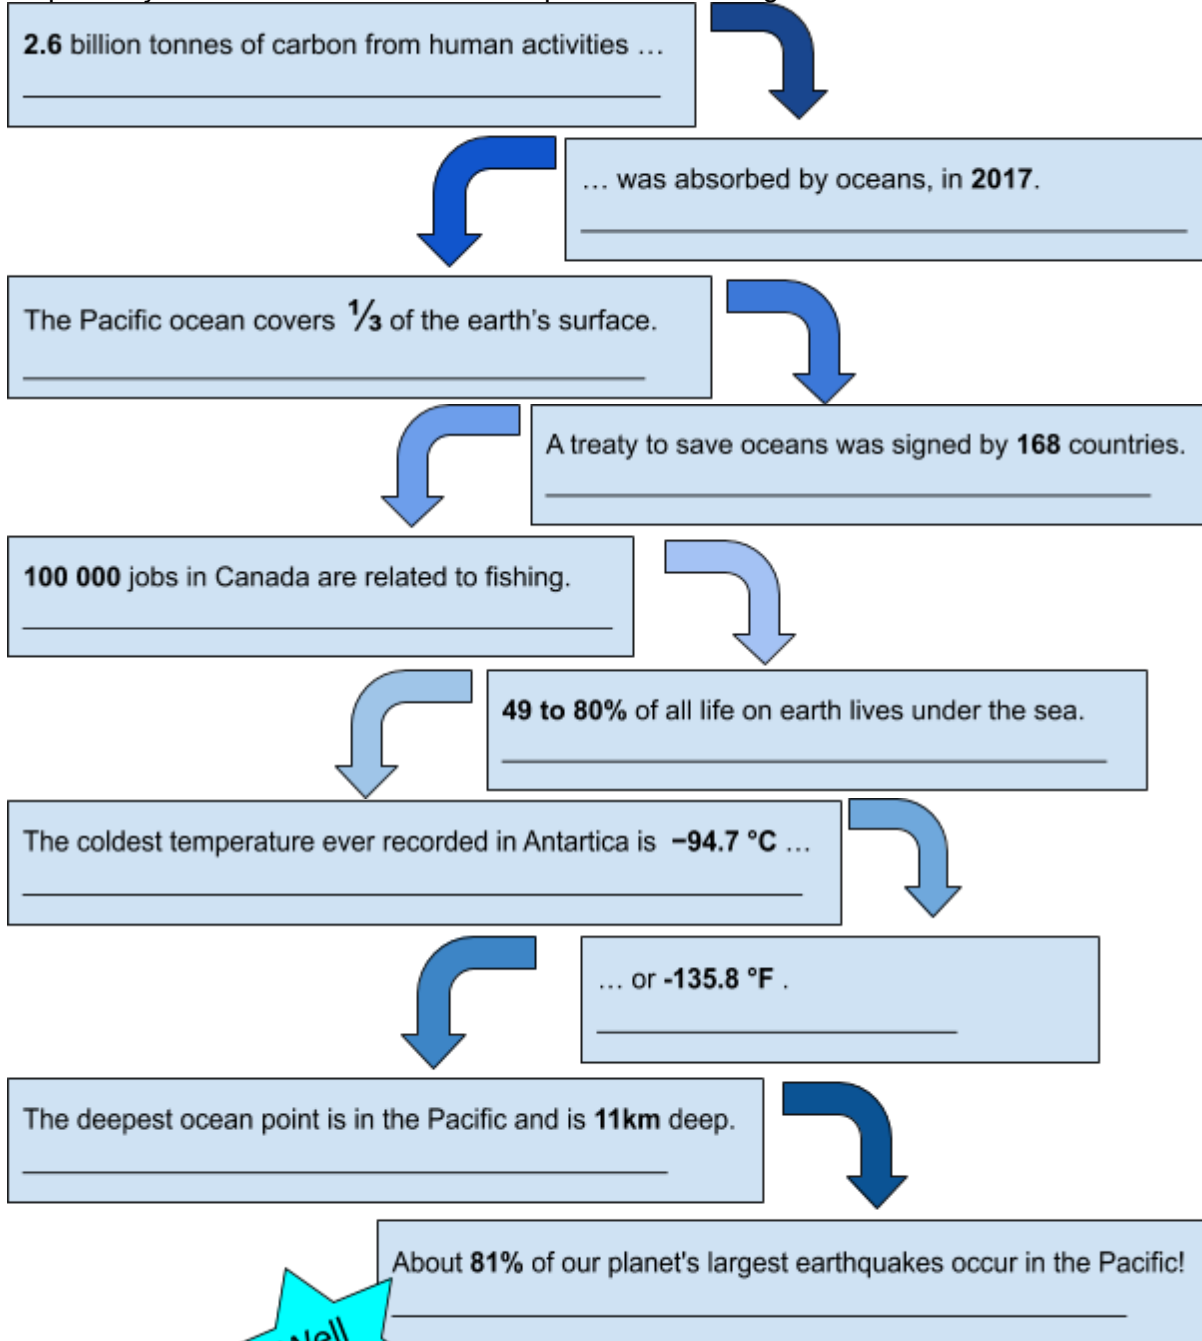 2.6 billion tonnes of carbon from human activities …
… was absorbed by oceans, in 2017.
The Pacific ocean covers ⅓ of the earth's surface.
A treaty to save oceans was signed by 168 countries.
100 000 jobs in Canada are related to fishing.
49 to 80% of all life on earth lives under the sea.
The coldest temperature ever recorded in Antartica is −94.7 °C …
… or -135.8 °F .
The deepest ocean point is in the Pacific and is 11km deep.
About 81% of our planet's largest earthquakes occur in the Pacific!